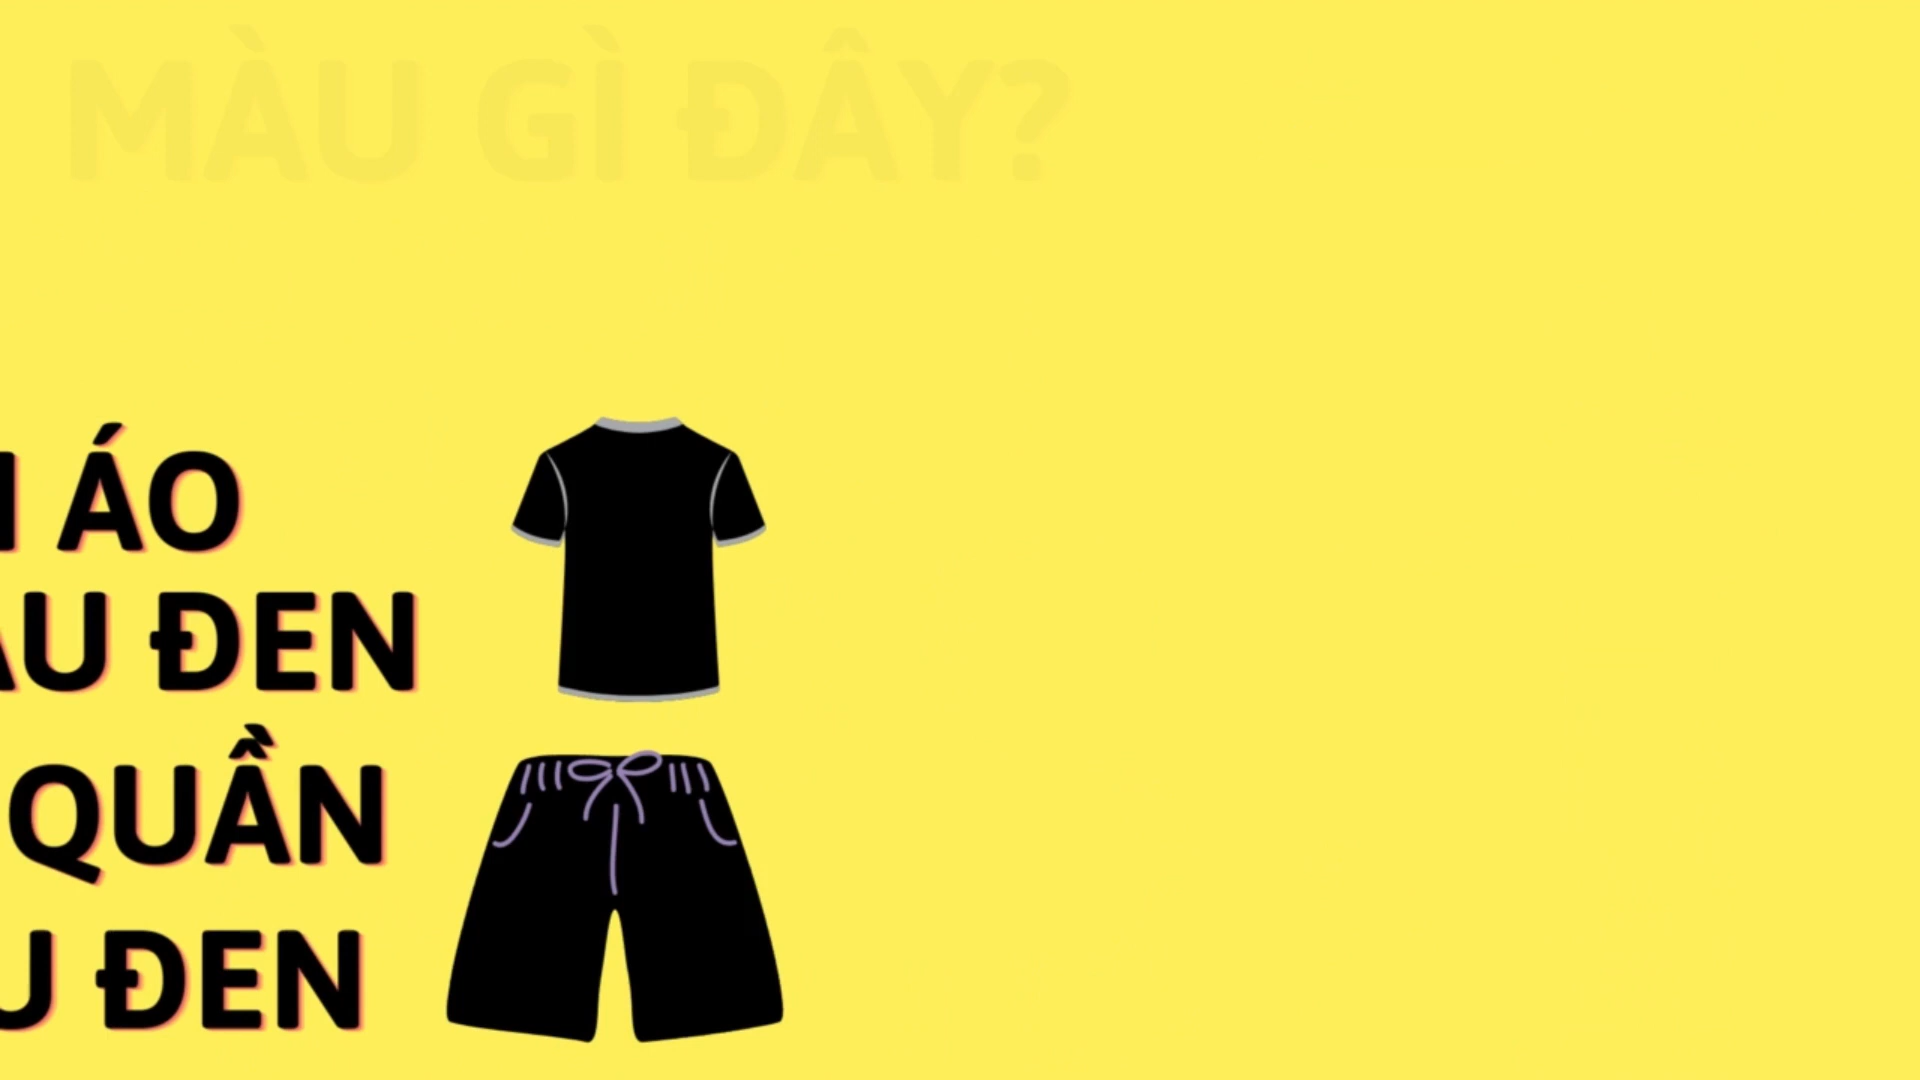 MÀU GÌ ĐÂY?
ÁO
ĐEN
QUẦN
ĐEN